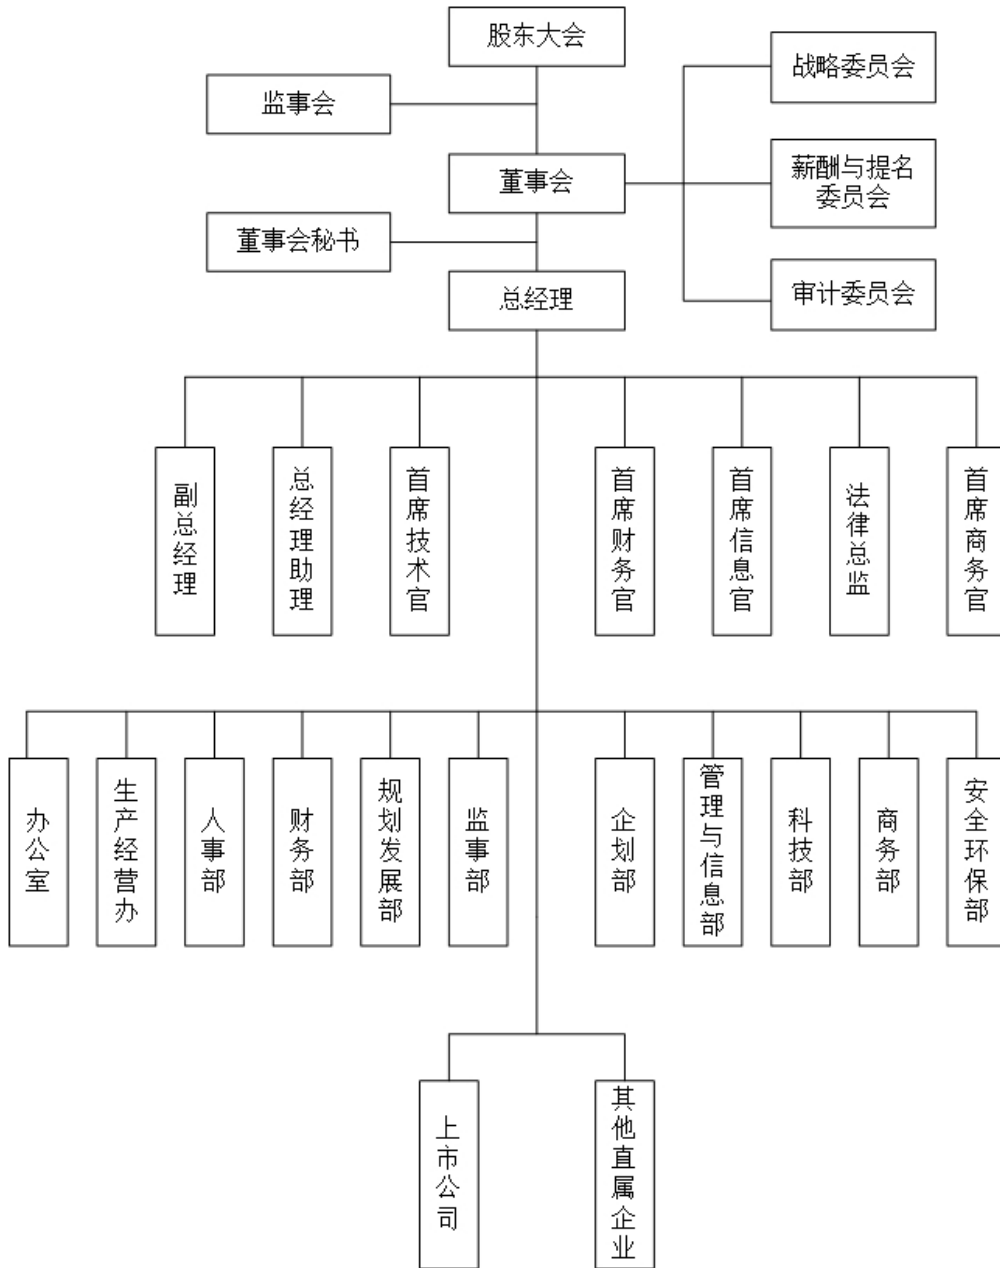 股东大会
战略委员会
监事会
薪酬与提名
委员会
董事会
董事会秘书
审计委员会
总经理
副总经理
总经理助理
首席技术官
首席财务官
首席信息官
法律总监
首席商务官
办公室
生产经营办
人事部
财务部
规划发展部
监事部
企划部
管理与信息部
科技部
商务部
安全环保部
上市公司
其他直属企业